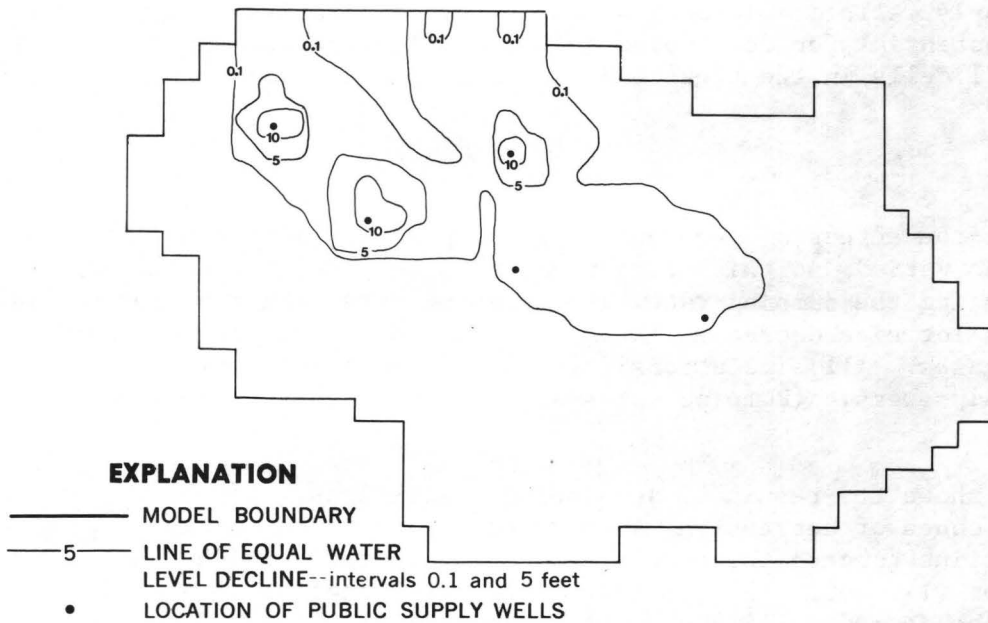 0.1
0.1
0.1
0.1
0.1
10
5
10
5
10
5
EXPLANATION
MODEL BOUNDARY
5 LINE OF EQUAL WATER
LEVEL DECLINE--intervals 0.1 and 5 feet
LOCATION OF PUBLIC SUPPLY WELLS